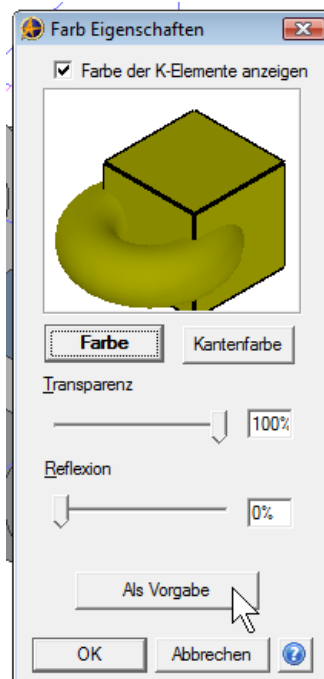 Farb Eigenschaften
Farbe der K-Elemente anzeigen
Farbe Kantenfarbe
Transparenz
100%
Reflexion
0%
Als Vorgabe
OK Abbrechen ?